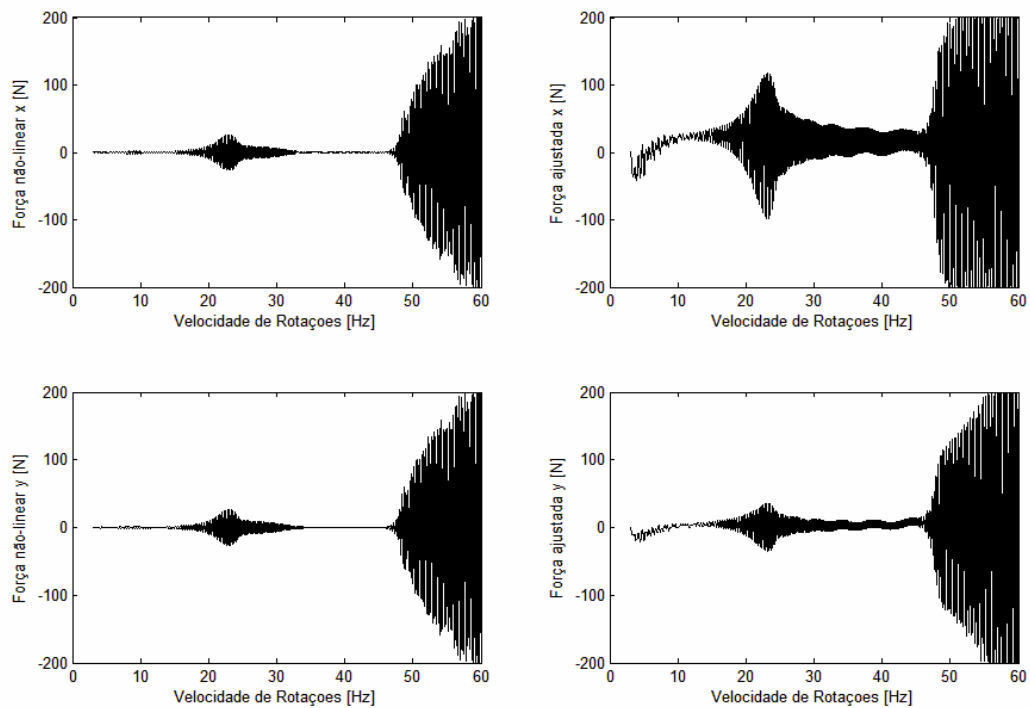 Força não-linear x [N]
200
100
0
-100
-200
0 10 20 30 40 50 60
Velocidade de Rotaçoes [Hz]
Força ajustada x [N]
200
100
0
-100
-200
0 10 20 30 40 50 60
Velocidade de Rotaçoes [Hz]
Força não-linear y [N]
200
100
0
-100
-200
0 10 20 30 40 50 60
Velocidade de Rotaçoes [Hz]
Força ajustada y [N]
200
100
0
-100
-200
0 10 20 30 40 50 60
Velocidade de Rotaçoes [Hz]